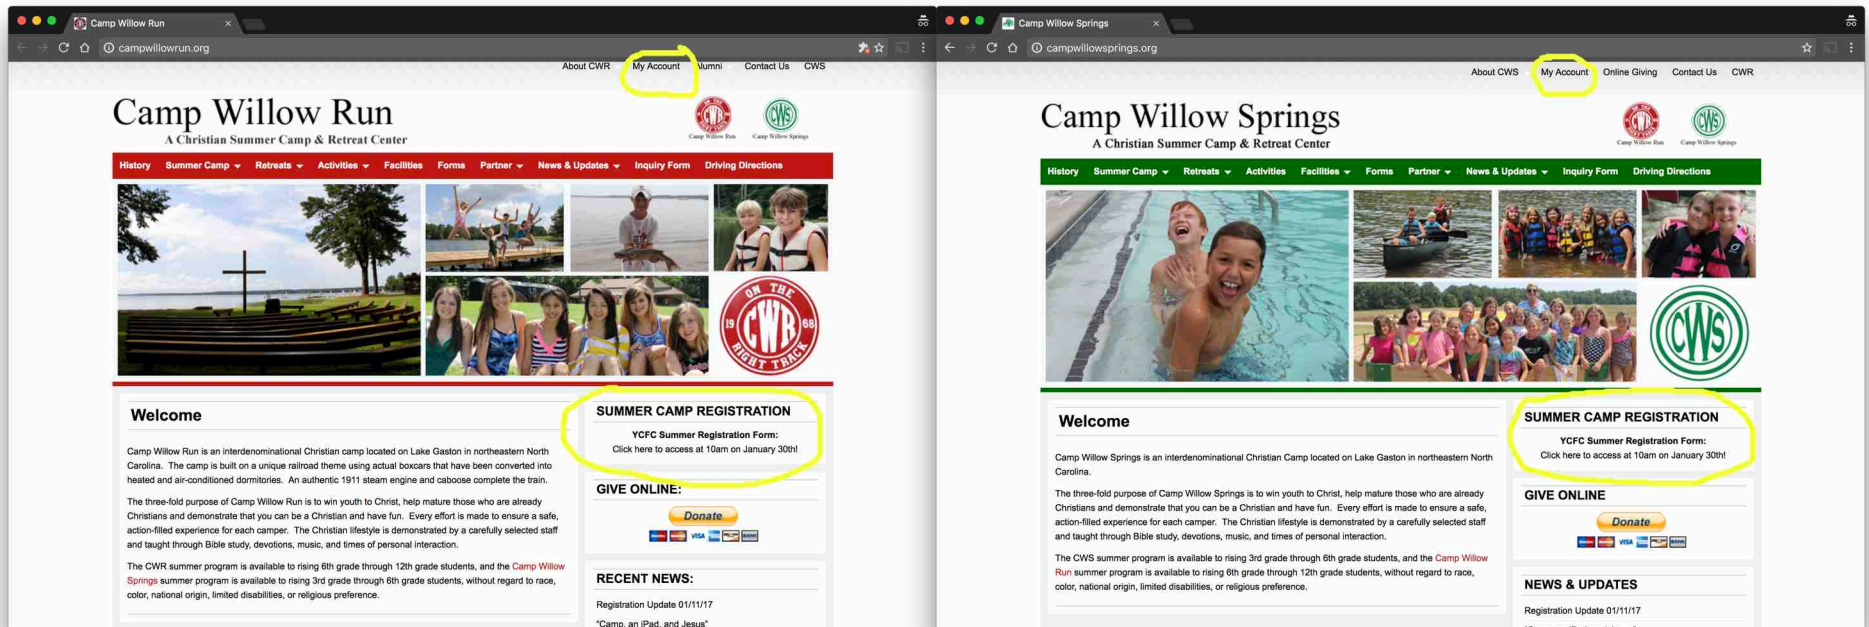 Camp Willow Run
campwillowrun.org
About CWR My Account Alumni Contact Us CWS
Camp Willow Run
A Christian Summer Camp & Retreat Center
CWR
Camp Willow Run
CWS
Camp Willow Springs
History Summer Camp Retreats Activities Facilities Forms Partner News & Updates Inquiry Form Driving Directions
ON THE
19 CWR 68
RIGHT TRACK
Welcome
Camp Willow Run is an interdenominational Christian camp located on Lake Gaston in northeastern North
Carolina. The camp is built on a unique railroad theme using actual boxcars that have been converted into
heated and air-conditioned dormitories. An authentic 1911 steam engine and caboose complete the train.
The three-fold purpose of Camp Willow Run is to win youth to Christ, help mature those who are already
Christians and demonstrate that you can be a Christian and have fun. Every effort is made to ensure a safe,
action-filled experience for each camper. The Christian lifestyle is demonstrated by a carefully selected staff
and taught through Bible study, devotions, music, and times of personal interaction.
The CWR summer program is available to rising 6th grade through 12th grade students, and the Camp Willow
Springs summer program is available to rising 3rd grade through 6th grade students, without regard to race,
color, national origin, limited disabilities, or religious preference.
SUMMER CAMP REGISTRATION
YCFC Summer Registration Form:
Click here to access at 10am on January 30th!
GIVE ONLINE:
Donate
VISA
RECENT NEWS:
Registration Update 01/11/17
"Camp, an iPad, and Jesus"
Camp Willow Springs
campwillowsprings.org
About CWS My Account Online Giving Contact Us CWR
Camp Willow Springs
A Christian Summer Camp & Retreat Center
CWR
Camp Willow Run
CWS
Camp Willow Springs
History Summer Camp Retreats Activities Facilities Forms Partner News & Updates Inquiry Form Driving Directions
CWS
Welcome
Camp Willow Springs is an interdenominational Christian Camp located on Lake Gaston in northeastern North
Carolina.
The three-fold purpose of Camp Willow Springs is to win youth to Christ, help mature those who are already
Christians and demonstrate that you can be a Christian and have fun. Every effort is made to ensure a safe,
action-filled experience for each camper. The Christian lifestyle is demonstrated by a carefully selected staff
and taught through Bible study, devotions, music, and times of personal interaction.
The CWS summer program is available to rising 3rd grade through 6th grade students, and the Camp Willow
Run summer program is available to rising 6th grade through 12th grade students, without regard to race,
color, national origin, limited disabilities, or religious preference.
SUMMER CAMP REGISTRATION
YCFC Summer Registration Form:
Click here to access at 10am on January 30th!
GIVE ONLINE
Donate
VISA
NEWS & UPDATES
Registration Update 01/11/17